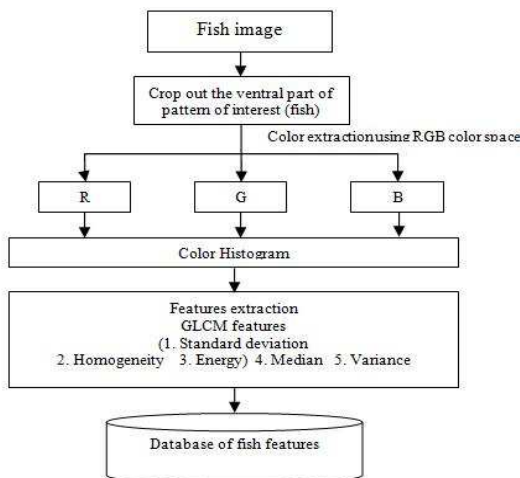 Fish image
Crop out the ventral part of
pattern of interest (fish)
Color extractionusing RGB color space
R
G
B
Color Histogram
Features extraction
GLCM features
(1. Standard deviation
2. Homogeneity 3. Energy) 4. Median 5. Variance
Database of fish features